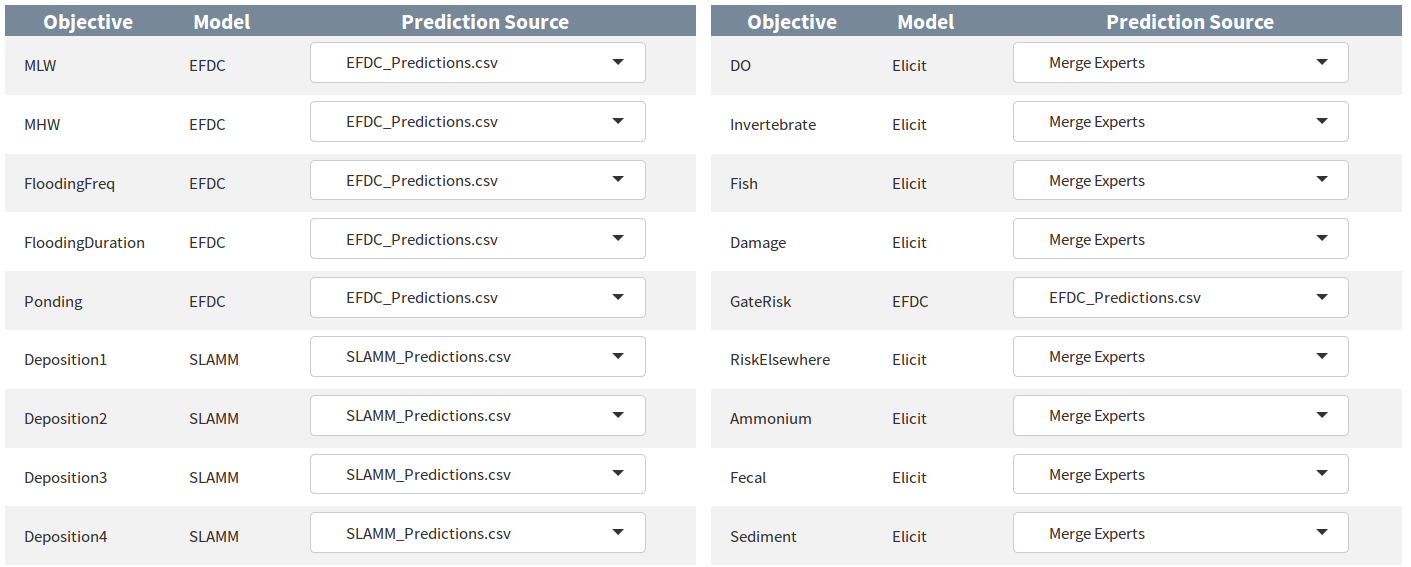 Objective Model Prediction Source
MLW EFDC EFDC_Predictions.csv
MHW EFDC EFDC_Predictions.csv
FloodingFreq EFDC EFDC_Predictions.csv
FloodingDuration EFDC EFDC_Predictions.csv
Ponding EFDC EFDC_Predictions.csv
Deposition1 SLAMM SLAMM_Predictions.csv
Deposition2 SLAMM SLAMM_Predictions.csv
Deposition3 SLAMM SLAMM_Predictions.csv
Deposition4 SLAMM SLAMM_Predictions.csv
Objective Model Prediction Source
DO Elicit Merge Experts
Invertebrate Elicit Merge Experts
Fish Elicit Merge Experts
Damage Elicit Merge Experts
GateRisk EFDC EFDC_Predictions.csv
RiskElsewhere Elicit Merge Experts
Ammonium Elicit Merge Experts
Fecal Elicit Merge Experts
Sediment Elicit Merge Experts